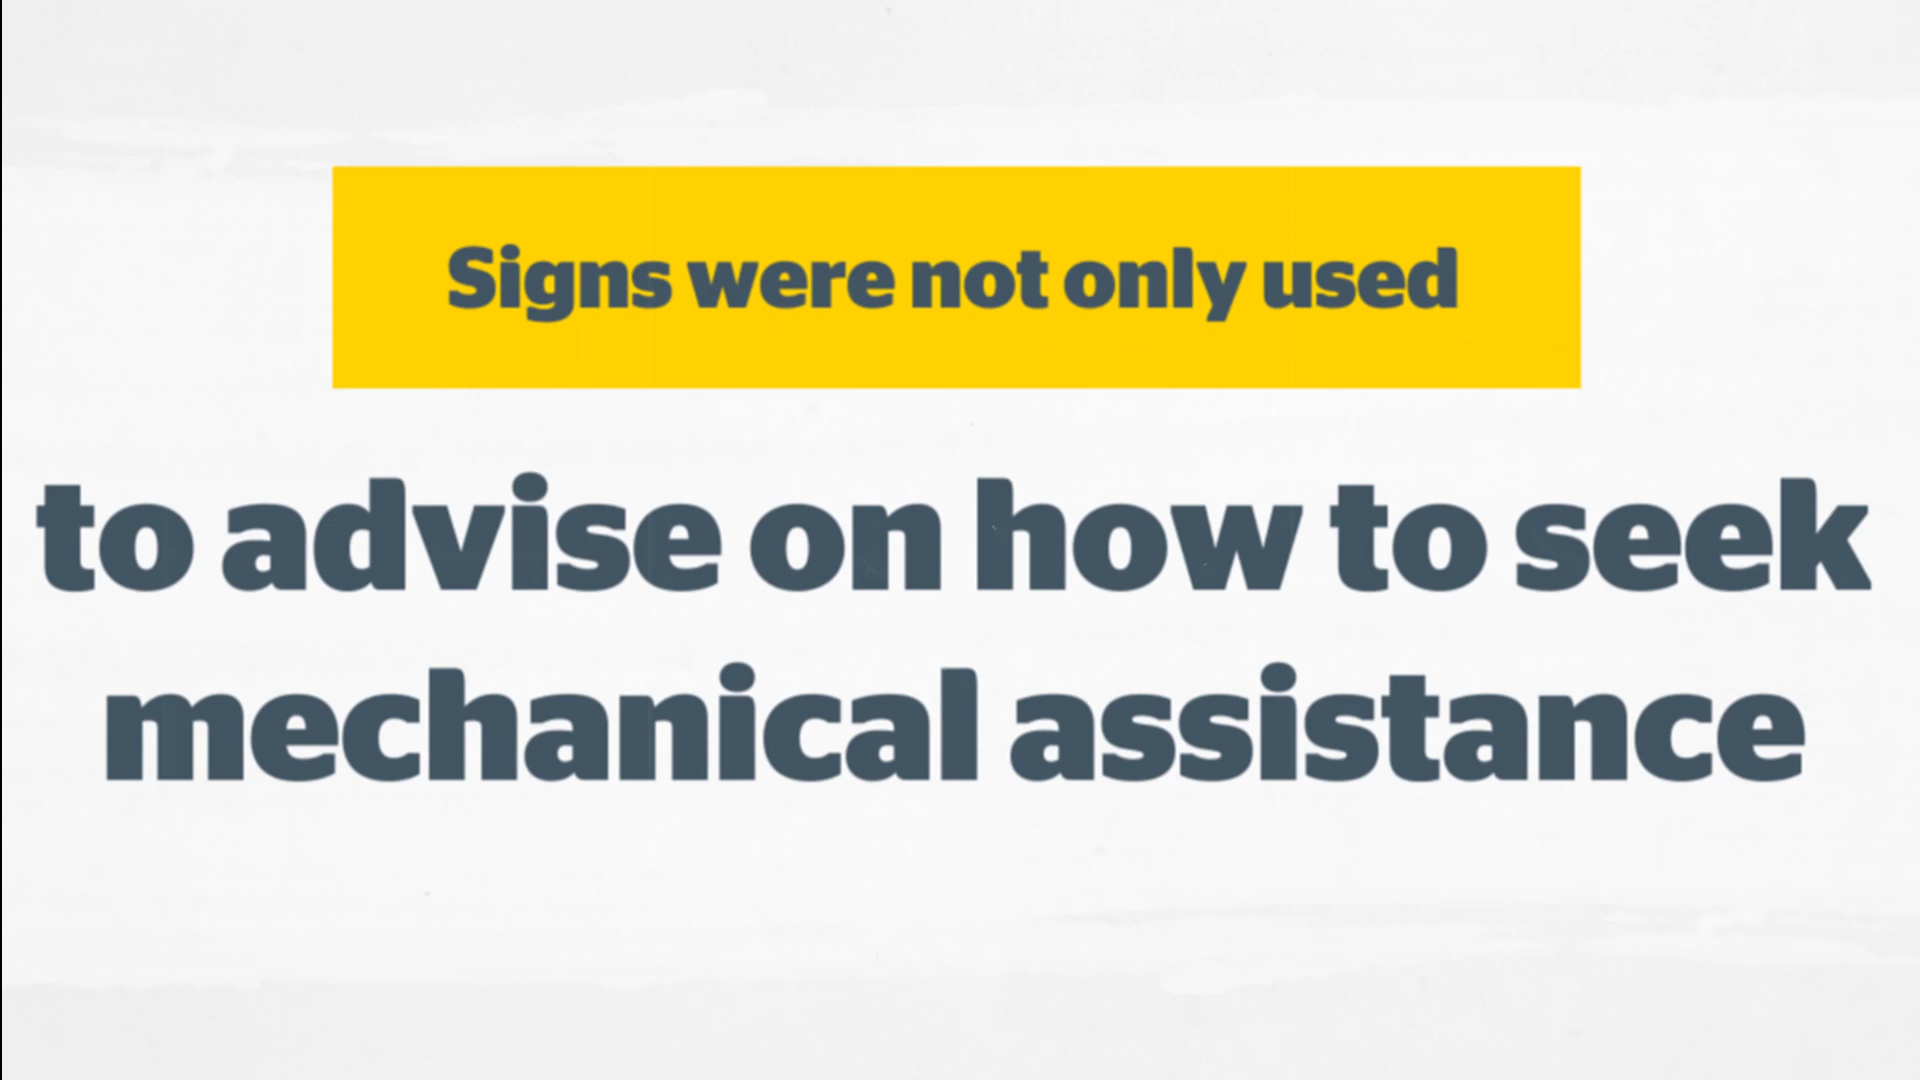 Signs were not only used
to advise on how to seek
mechanical assistance